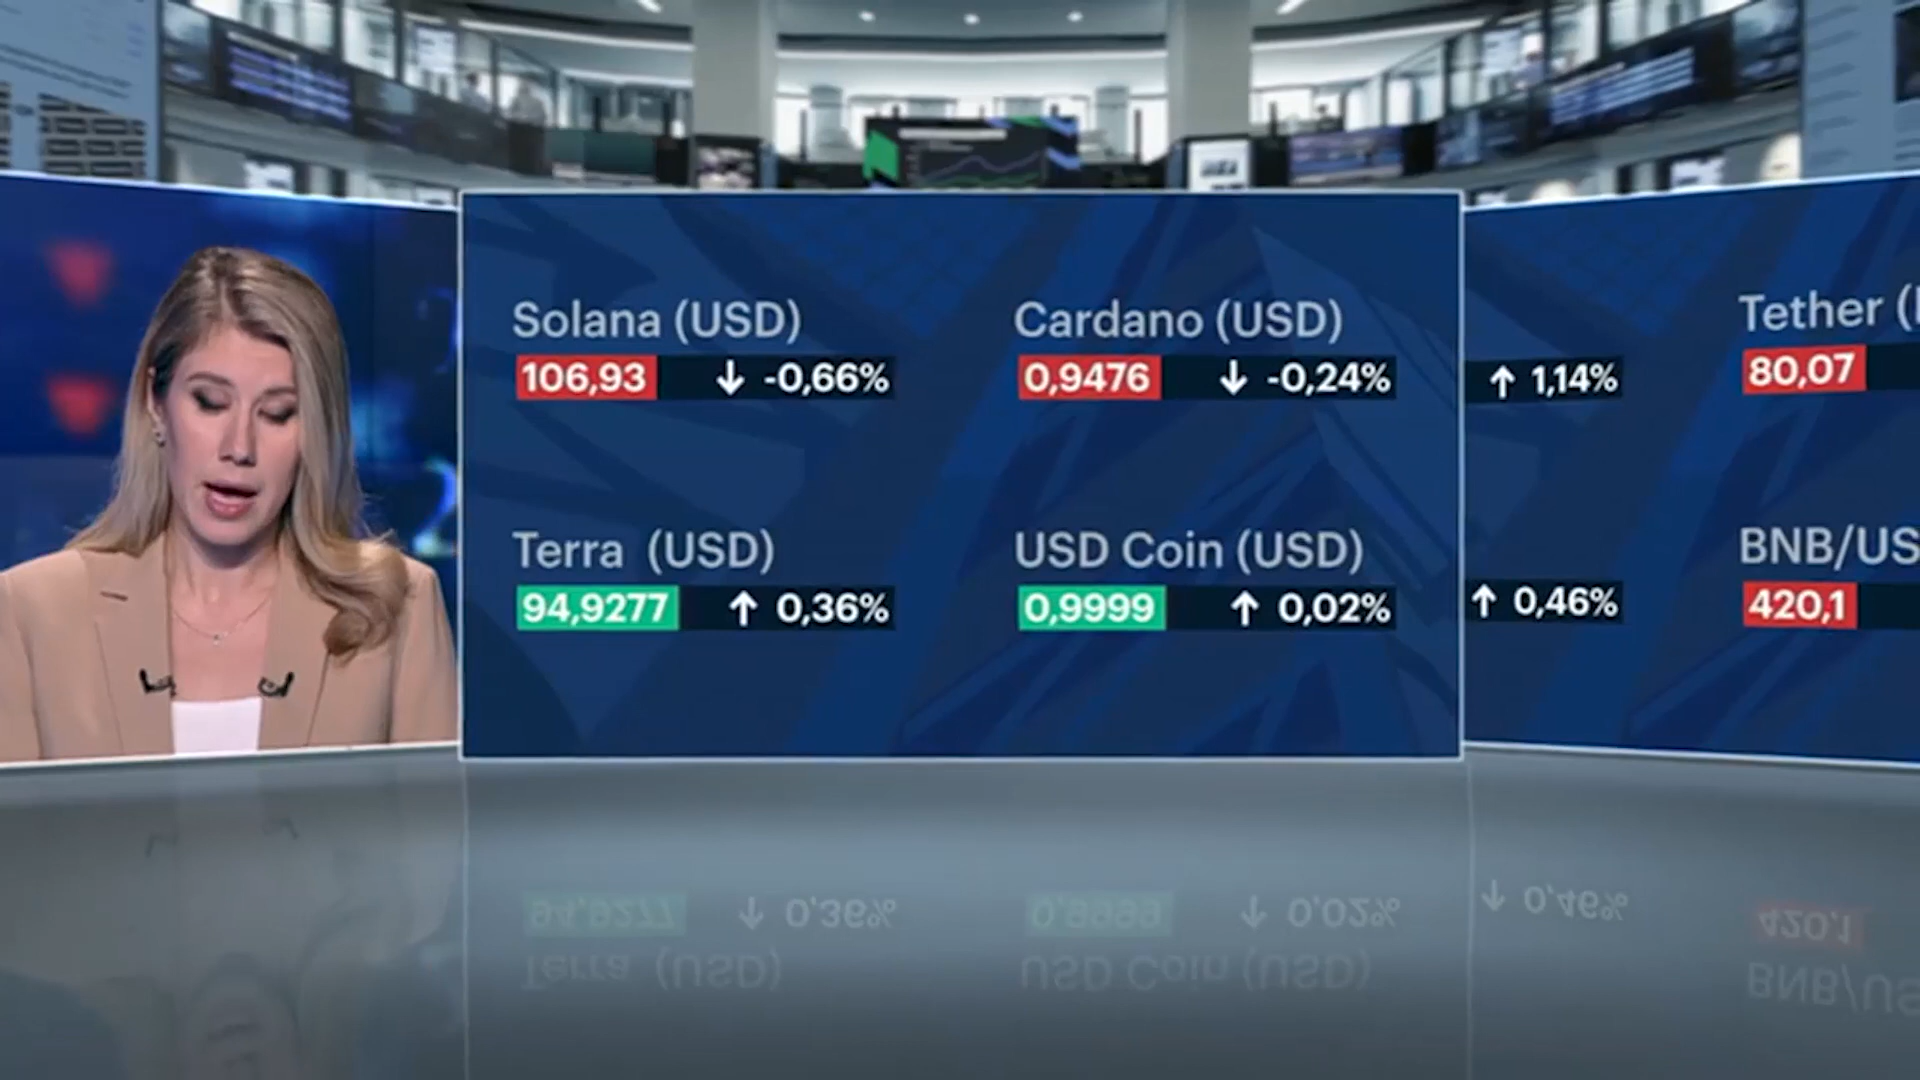 Solana (USD)
106,93 ↓ -0,66%
Cardano (USD)
0,9476 ↓ -0,24%
Terra (USD)
94,9277 ↑ 0,36%
USD Coin (USD)
0,9999 ↑ 0,02%
↑ 1,14%
↑ 0,46%
Tether (
80,07
BNB/US
420,1